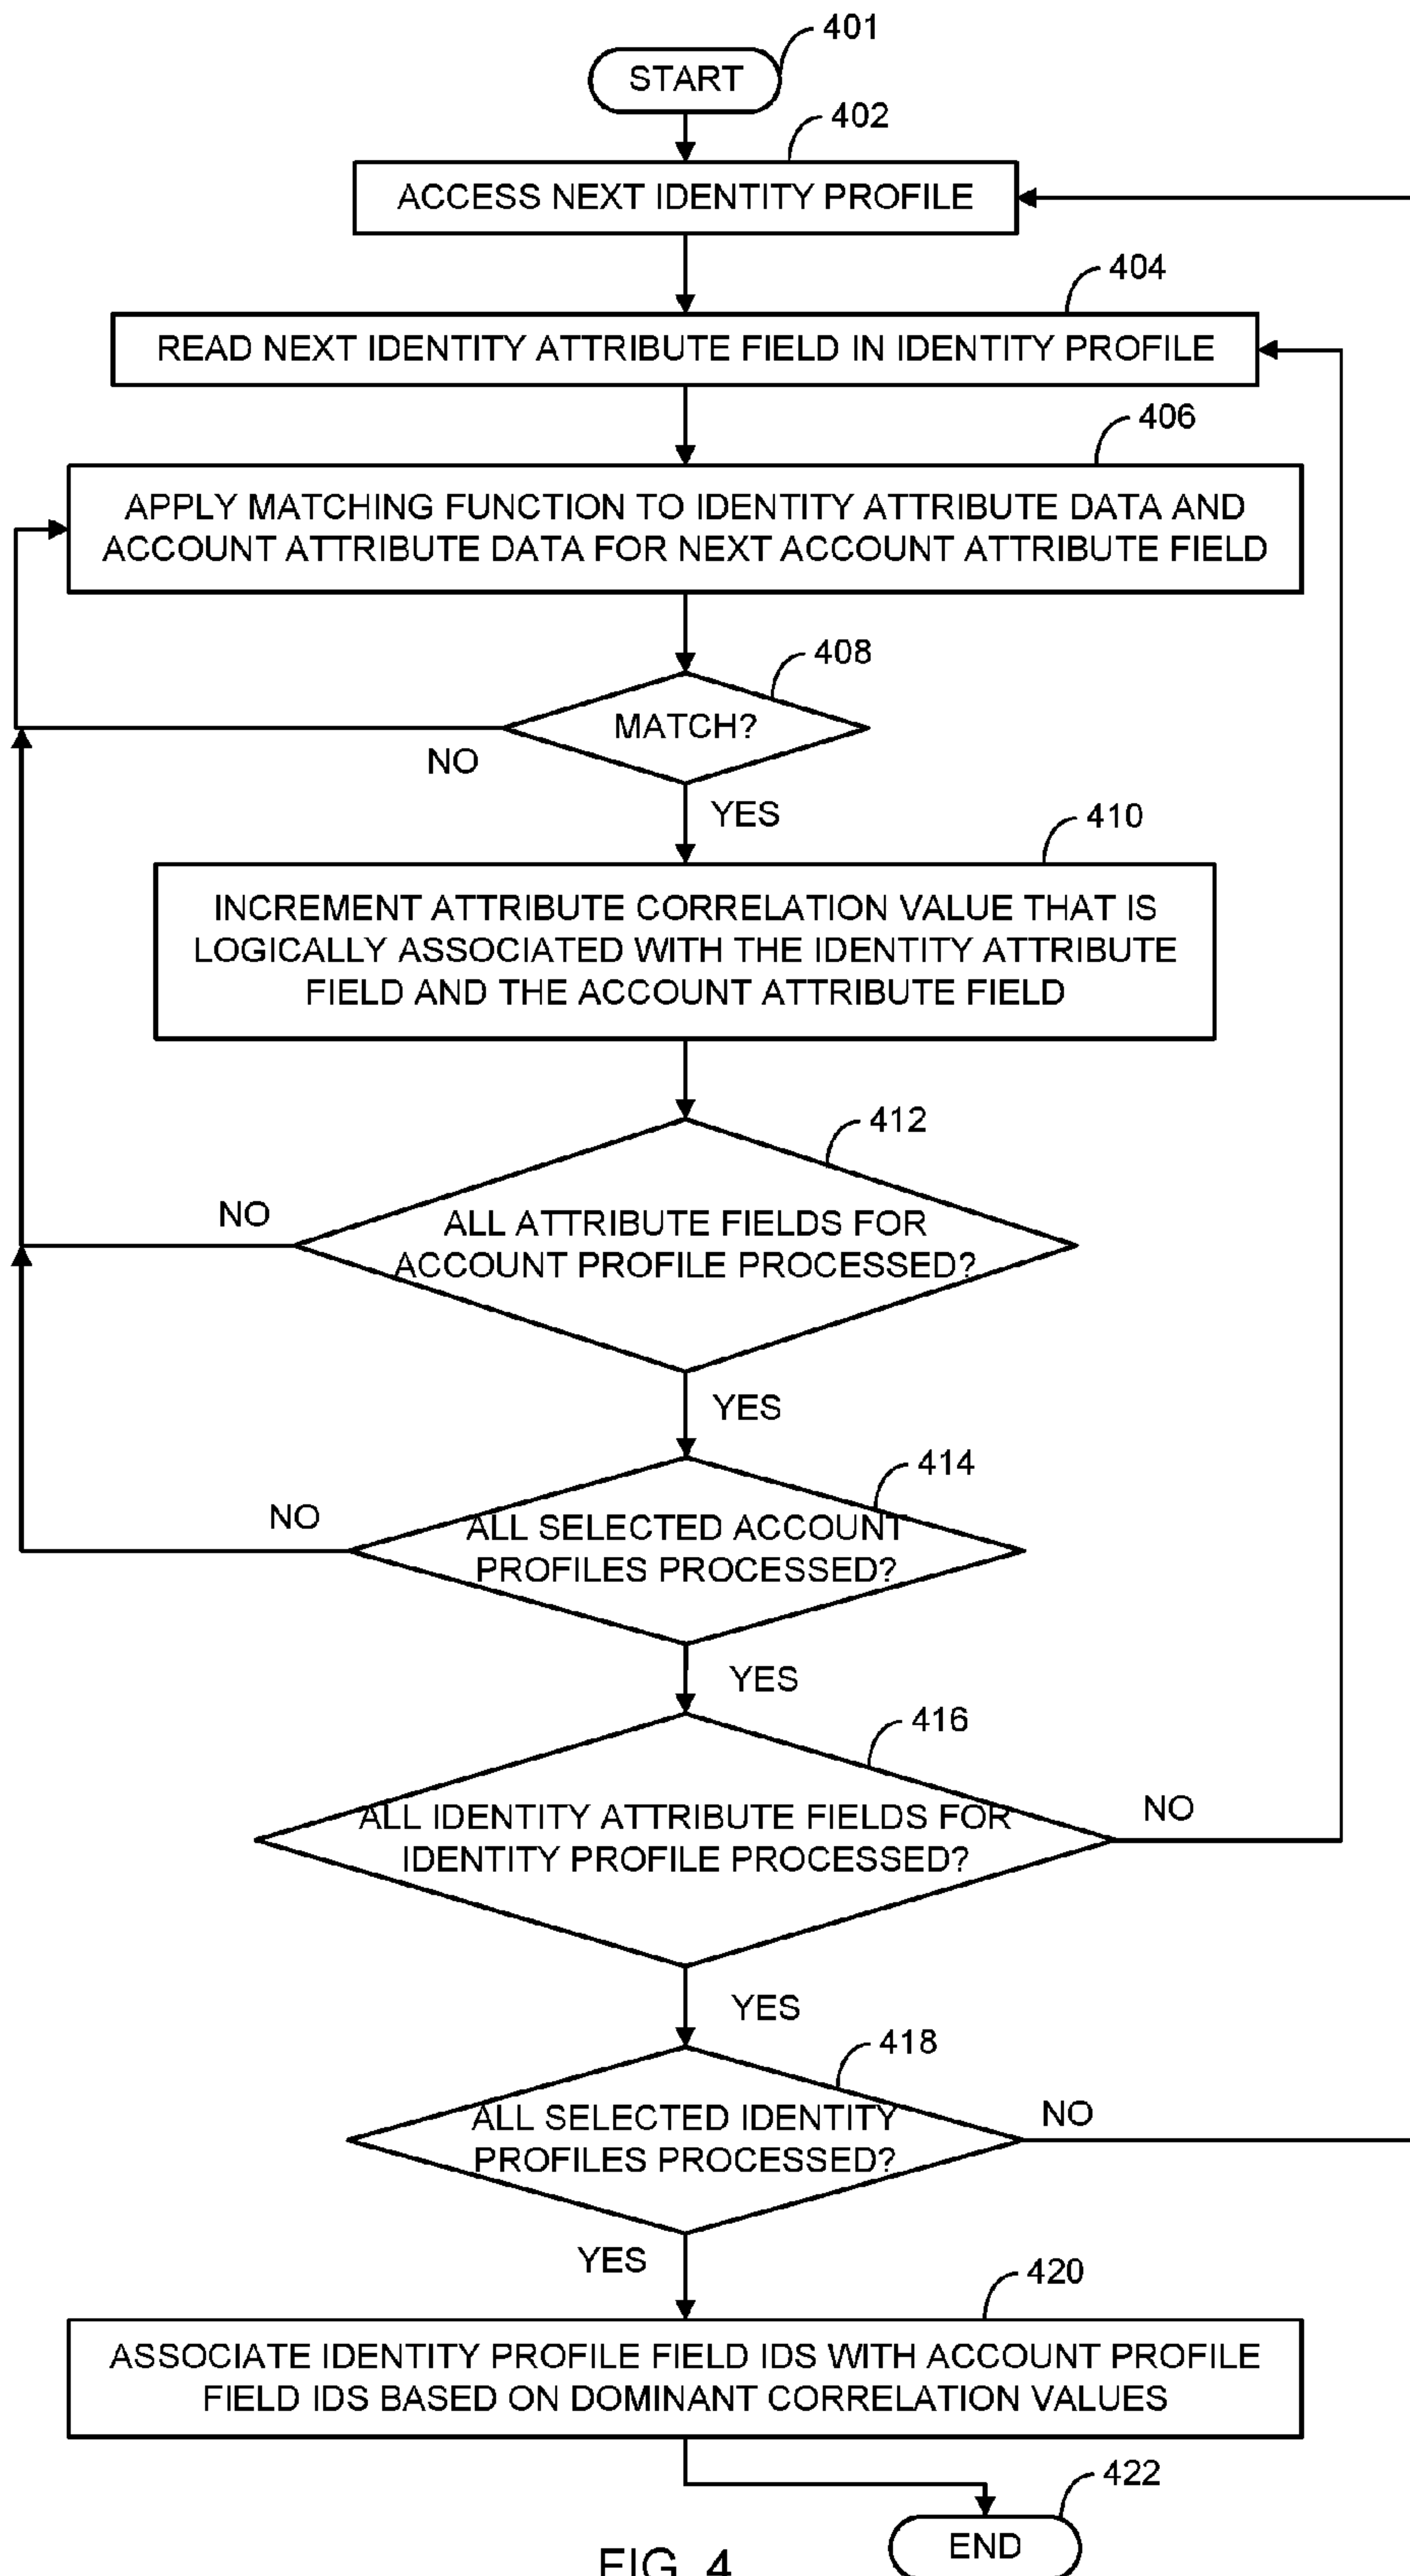 401
START
402
ACCESS NEXT IDENTITY PROFILE
404
READ NEXT IDENTITY ATTRIBUTE FIELD IN IDENTITY PROFILE
406
APPLY MATCHING FUNCTION TO IDENTITY ATTRIBUTE DATA AND
ACCOUNT ATTRIBUTE DATA FOR NEXT ACCOUNT ATTRIBUTE FIELD
408
MATCH?
NO
YES
410
INCREMENT ATTRIBUTE CORRELATION VALUE THAT IS
LOGICALLY ASSOCIATED WITH THE IDENTITY ATTRIBUTE
FIELD AND THE ACCOUNT ATTRIBUTE FIELD
412
NO
ALL ATTRIBUTE FIELDS FOR
ACCOUNT PROFILE PROCESSED?
YES
414
NO
ALL SELECTED ACCOUNT
PROFILES PROCESSED?
YES
416
NO
ALL IDENTITY ATTRIBUTE FIELDS FOR
IDENTITY PROFILE PROCESSED?
YES
418
NO
ALL SELECTED IDENTITY
PROFILES PROCESSED?
YES
420
ASSOCIATE IDENTITY PROFILE FIELD IDS WITH ACCOUNT PROFILE
FIELD IDS BASED ON DOMINANT CORRELATION VALUES
422
END
FIG. 4